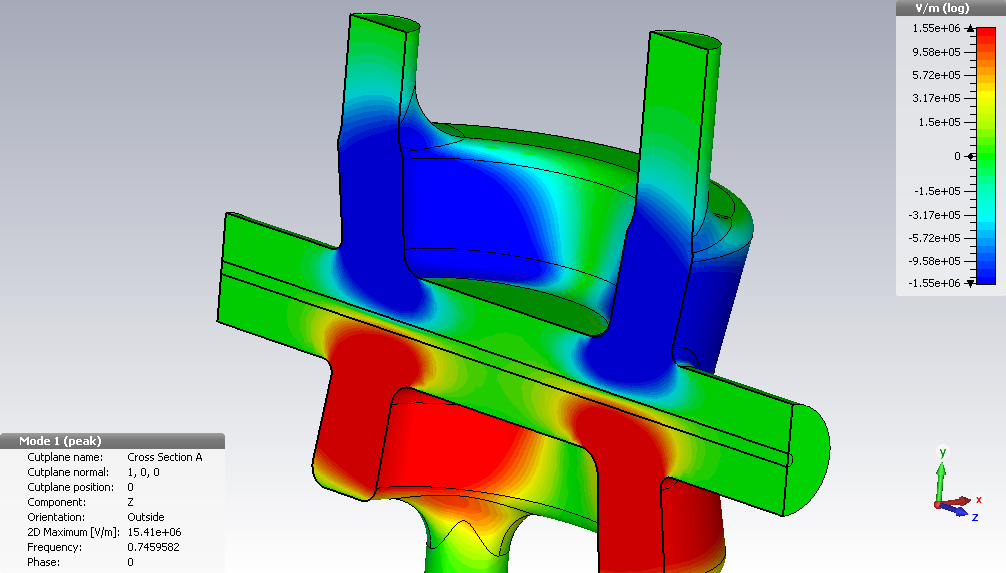 V/m (log)
1.55e+06
9.58e+05
5.72e+05
3.17e+05
1.5e+05
0
-1.5e+05
-3.17e+05
-5.72e+05
-9.58e+05
-1.55e+06
Mode 1 (peak)
Cutplane name: Cross Section A
Cutplane normal: 1, 0, 0
Cutplane position: 0
Component: Z
Orientation: Outside
2D Maximum [V/m]: 15.41e+06
Frequency: 0.7459582
Phase: 0
y
x
z